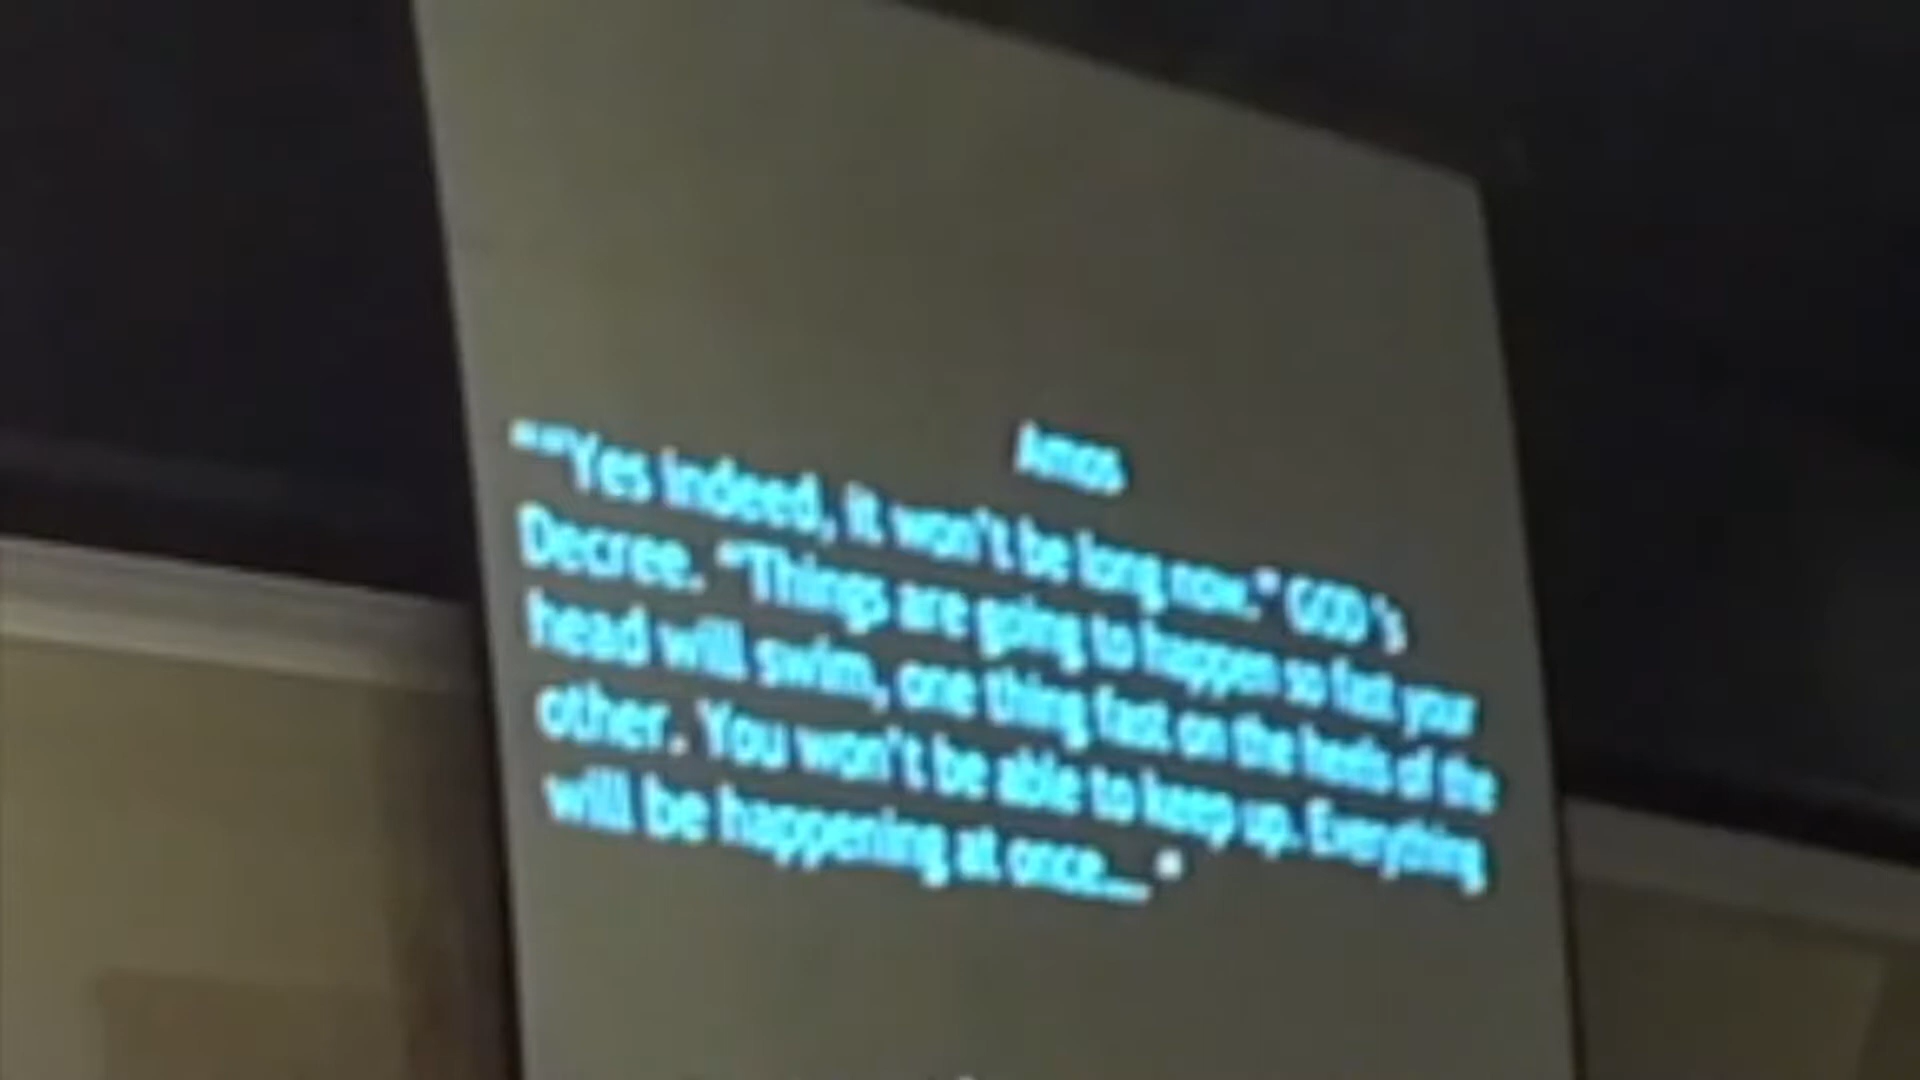 Amos
""Yes indeed, it won't be long now." GOD 's
Decree. "Things are going to happen so fast your
head will swim, one thing fast on the heels of the
other. You won't be able to keep up. Everything
will be happening at once...."